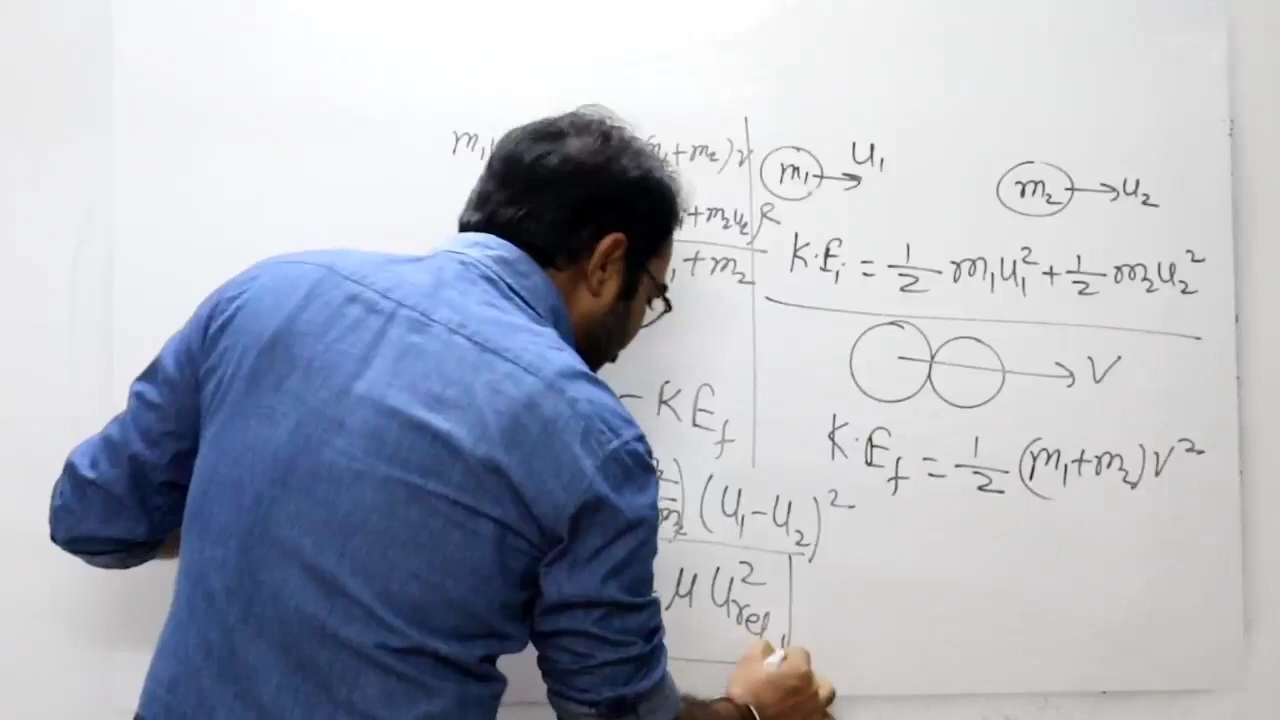 m₁ m₁+m₂)v
+m₂u₂
+m₂
- KE_f
m₂ (u₁-u₂)²
μ u²_rel
m₁ u₁
m₂ u₂
K.E_i = 1/2 m₁u₁² + 1/2 m₂u₂²
V
K.E_f = 1/2 (m₁+m₂)v²